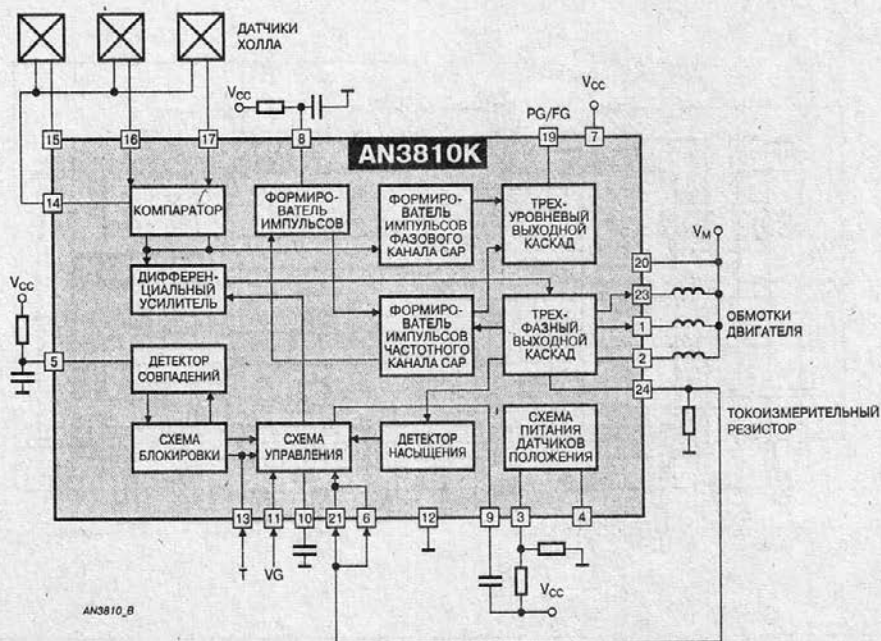 ДАТЧИКИ
ХОЛЛА
Vcc
Vcc
PG/FG
15
16
17
8
19
7
AN3810K
14
КОМПАРАТОР
ФОРМИРО-
ВАТЕЛЬ
ИМПУЛЬСОВ
ФОРМИРО-
ВАТЕЛЬ
ИМПУЛЬСОВ
ФАЗОВОГО
КАНАЛА САР
ТРЕХ-
УРОВНЕВЫЙ
ВЫХОДНОЙ
КАСКАД
VM
20
Vcc
ДИФФЕРЕН-
ЦИАЛЬНЫЙ
УСИЛИТЕЛЬ
ФОРМИРО-
ВАТЕЛЬ
ИМПУЛЬСОВ
ЧАСТОТНОГО
КАНАЛА САР
ТРЕХ-
ФАЗНЫЙ
ВЫХОДНОЙ
КАСКАД
23
1
2
ОБМОТКИ
ДВИГАТЕЛЯ
5
ДЕТЕКТОР
СОВПАДЕНИЙ
24
ТОКОИЗМЕРИТЕЛЬНЫЙ
РЕЗИСТОР
СХЕМА
БЛОКИРОВКИ
СХЕМА
УПРАВЛЕНИЯ
ДЕТЕКТОР
НАСЫЩЕНИЯ
СХЕМА
ПИТАНИЯ
ДАТЧИКОВ
ПОЛОЖЕНИЯ
13
11
10
21
6
12
9
3
4
T
VG
Vcc
AN3810_B